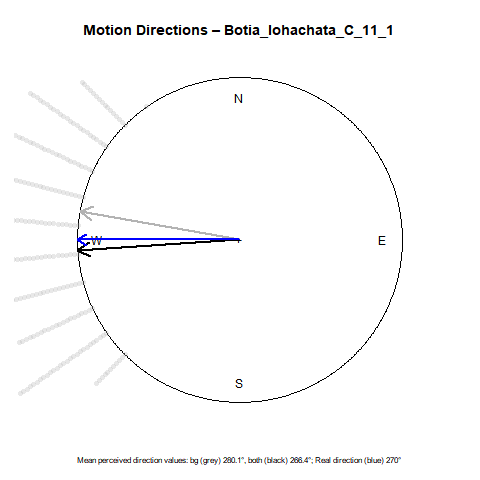 Motion Directions – Botia_lohachata_C_11_1
N
W
E
S
Mean perceived direction values: bg (grey) 280.1°, both (black) 266.4°; Real direction (blue) 270°